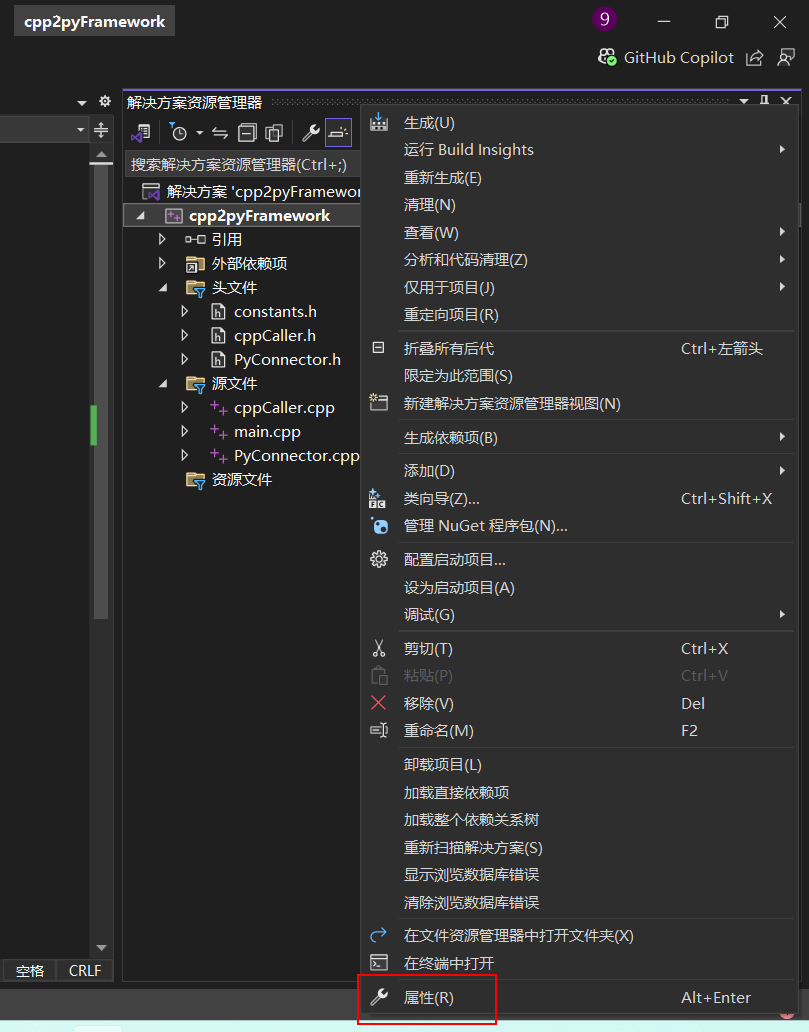 cpp2pyFramework
9
GitHub Copilot
解决方案资源管理器
搜索解决方案资源管理器(Ctrl+;)
解决方案 'cpp2pyFramewor
cpp2pyFramework
引用
外部依赖项
头文件
constants.h
cppCaller.h
PyConnector.h
源文件
cppCaller.cpp
main.cpp
PyConnector.cpp
资源文件
空格 CRLF
生成(U)
运行 Build Insights
重新生成(E)
清理(N)
查看(W)
分析和代码清理(Z)
仅用于项目(J)
重定向项目(R)
折叠所有后代 Ctrl+左箭头
限定为此范围(S)
新建解决方案资源管理器视图(N)
生成依赖项(B)
添加(D)
类向导(Z)... Ctrl+Shift+X
管理 NuGet 程序包(N)...
配置启动项目...
设为启动项目(A)
调试(G)
剪切(T) Ctrl+X
粘贴(P) Ctrl+V
移除(V) Del
重命名(M) F2
卸载项目(L)
加载直接依赖项
加载整个依赖关系树
重新扫描解决方案(S)
显示浏览数据库错误
清除浏览数据库错误
在文件资源管理器中打开文件夹(X)
在终端中打开
属性(R) Alt+Enter